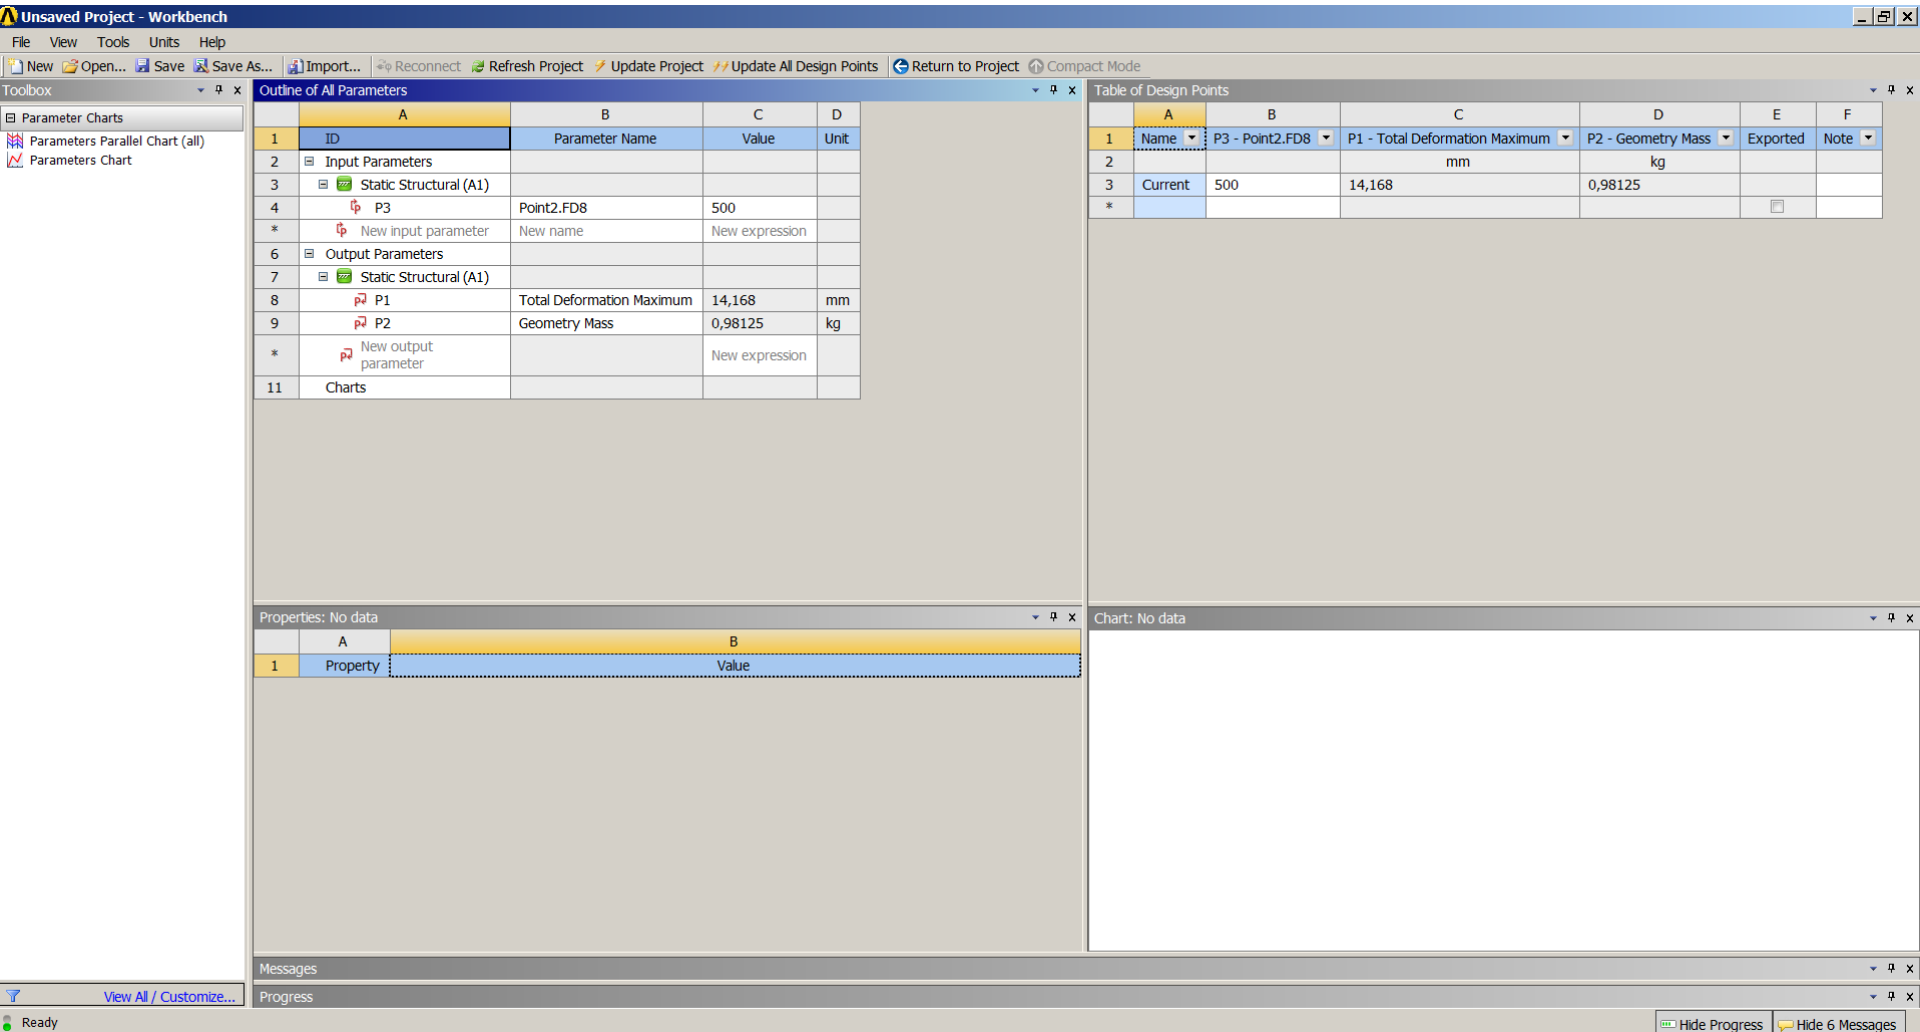 Unsaved Project - Workbench
File View Tools Units Help
New Open... Save Save As... Import... Reconnect Refresh Project Update Project Update All Design Points Return to Project Compact Mode
Toolbox
Parameter Charts
Parameters Parallel Chart (all)
Parameters Chart
View All / Customize...
Outline of All Parameters
A B C D
1 ID Parameter Name Value Unit
2 Input Parameters
3 Static Structural (A1)
4 P3 Point2.FD8 500
* New input parameter New name New expression
6 Output Parameters
7 Static Structural (A1)
8 P1 Total Deformation Maximum 14,168 mm
9 P2 Geometry Mass 0,98125 kg
* New output parameter New expression
11 Charts
Table of Design Points
A B C D E F
1 Name P3 - Point2.FD8 P1 - Total Deformation Maximum P2 - Geometry Mass Exported Note
2 mm kg
3 Current 500 14,168 0,98125
*
Properties: No data
A B
1 Property Value
Chart: No data
Messages
Progress
Ready
Hide Progress Hide 6 Messages